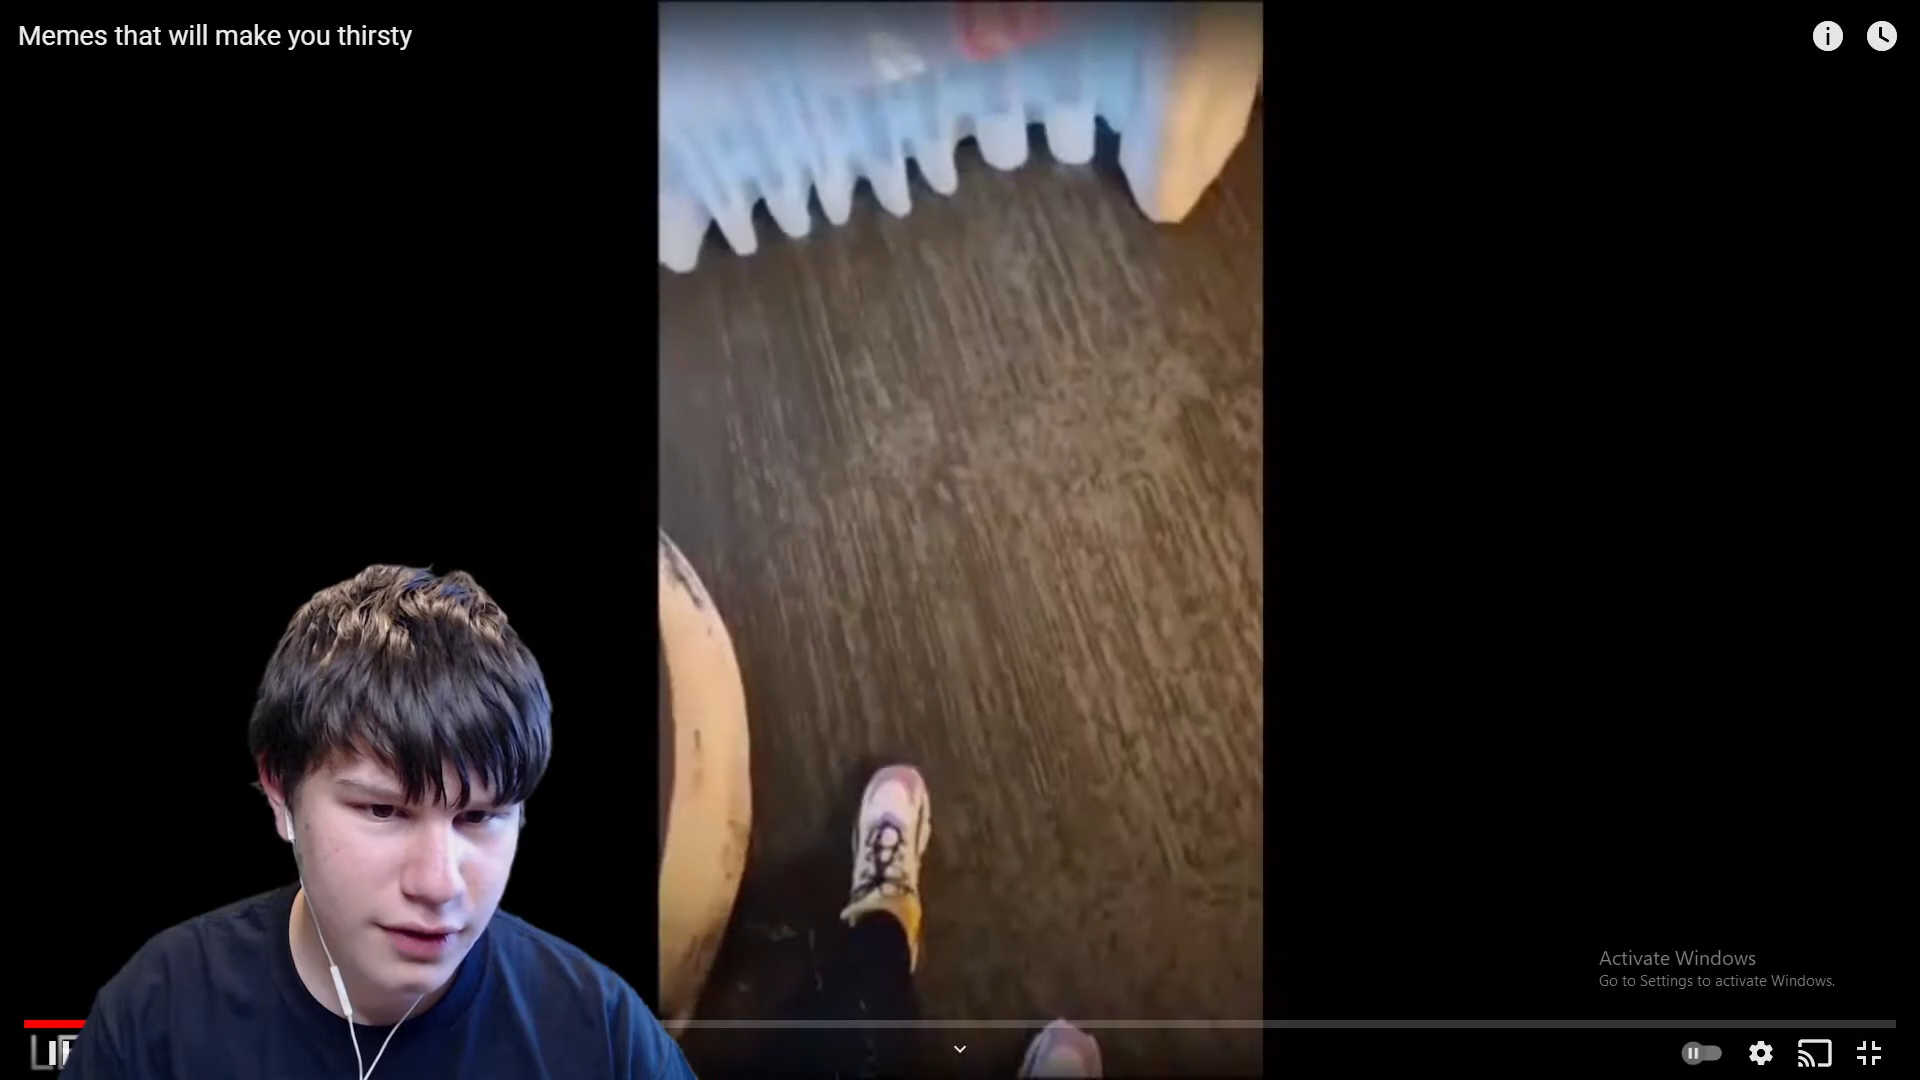 Memes that will make you thirsty
Activate Windows
Go to Settings to activate Windows.